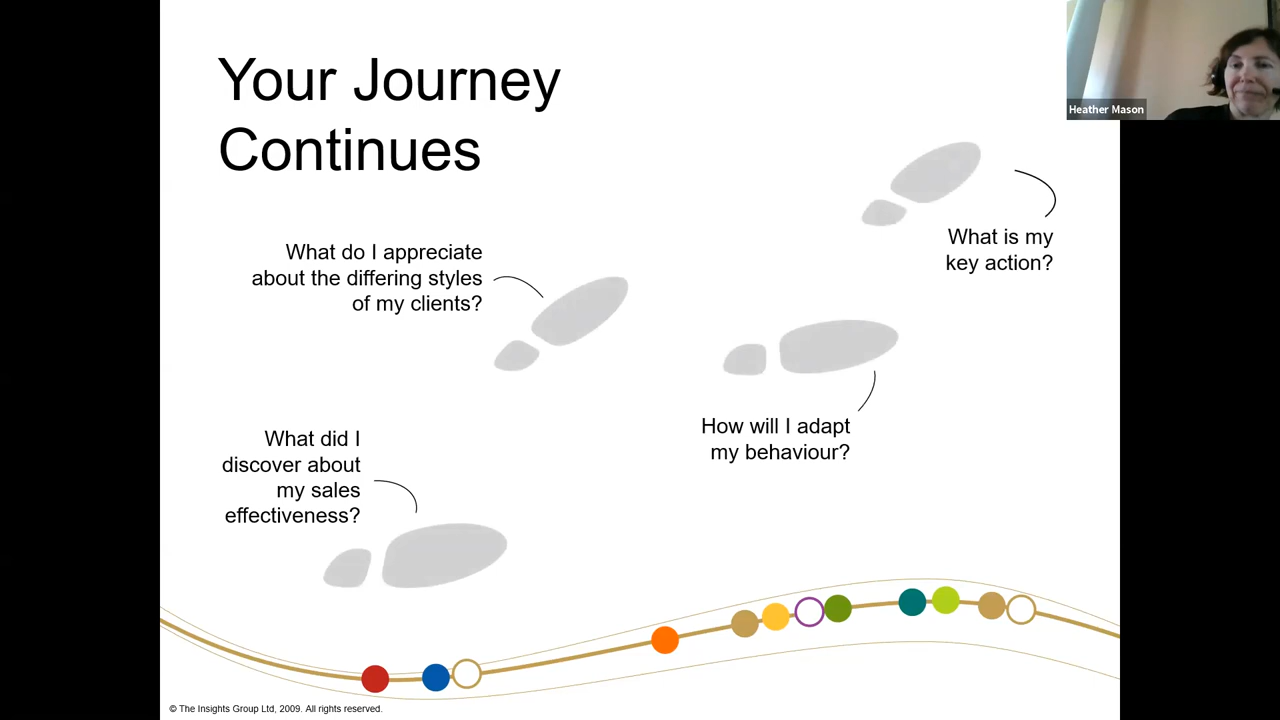 Your Journey
Continues
Heather Mason
What is my
key action?
What do I appreciate
about the differing styles
of my clients?
How will I adapt
my behaviour?
What did I
discover about
my sales
effectiveness?
© The Insights Group Ltd, 2009. All rights reserved.